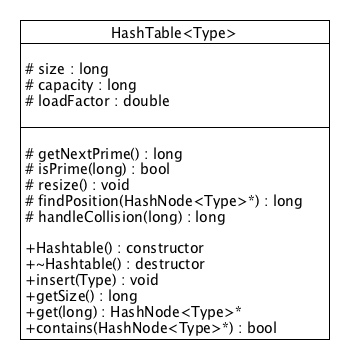 HashTable<Type>
# size : long
# capacity : long
# loadFactor : double
# getNextPrime() : long
# isPrime(long) : bool
# resize() : void
# findPosition(HashNode<Type>*) : long
# handleCollision(long) : long
+Hashtable() : constructor
+~Hashtable() : destructor
+insert(Type) : void
+getSize() : long
+get(long) : HashNode<Type>*
+contains(HashNode<Type>*) : bool